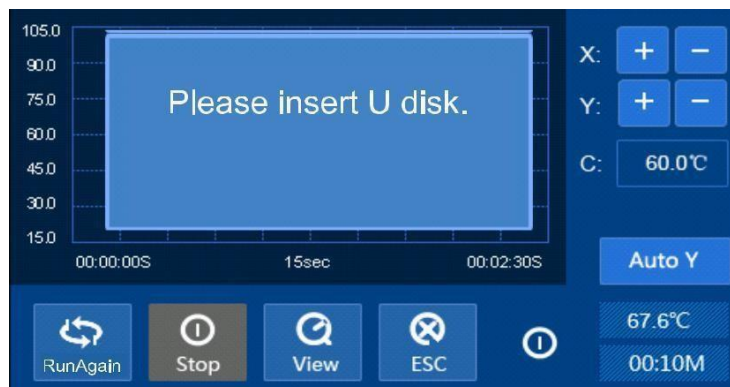 105.0
90.0
75.0
60.0
45.0
30.0
15.0
Please insert U disk.
00:00:00S 15sec 00:02:30S
X: + −
Y: + −
C: 60.0℃
Auto Y
67.6℃
00:10M
RunAgain Stop View ESC